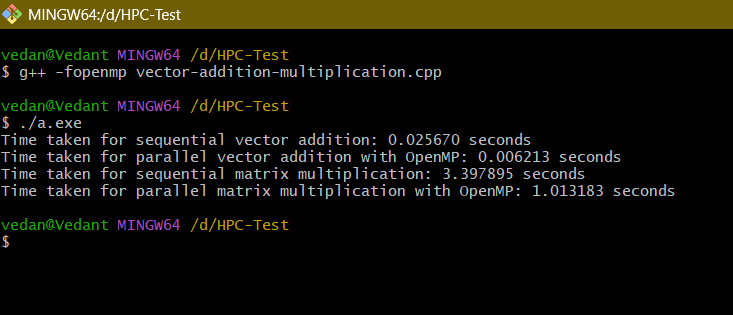 MINGW64:/d/HPC-Test
vedan@Vedant MINGW64 /d/HPC-Test
$ g++ -fopenmp vector-addition-multiplication.cpp
vedan@Vedant MINGW64 /d/HPC-Test
$ ./a.exe
Time taken for sequential vector addition: 0.025670 seconds
Time taken for parallel vector addition with OpenMP: 0.006213 seconds
Time taken for sequential matrix multiplication: 3.397895 seconds
Time taken for parallel matrix multiplication with OpenMP: 1.013183 seconds
vedan@Vedant MINGW64 /d/HPC-Test
$